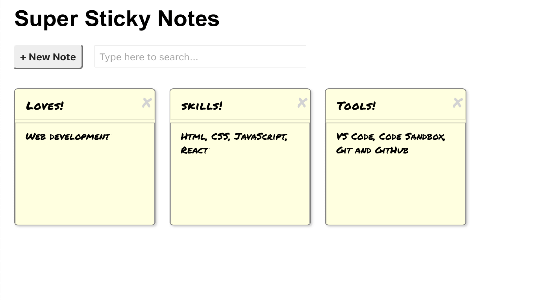 Super Sticky Notes
+ New Note
Type here to search...
Loves!
x
Web development
skills!
x
Html, CSS, JavaScript,
React
Tools!
x
VS Code, Code Sandbox,
Git and GitHub